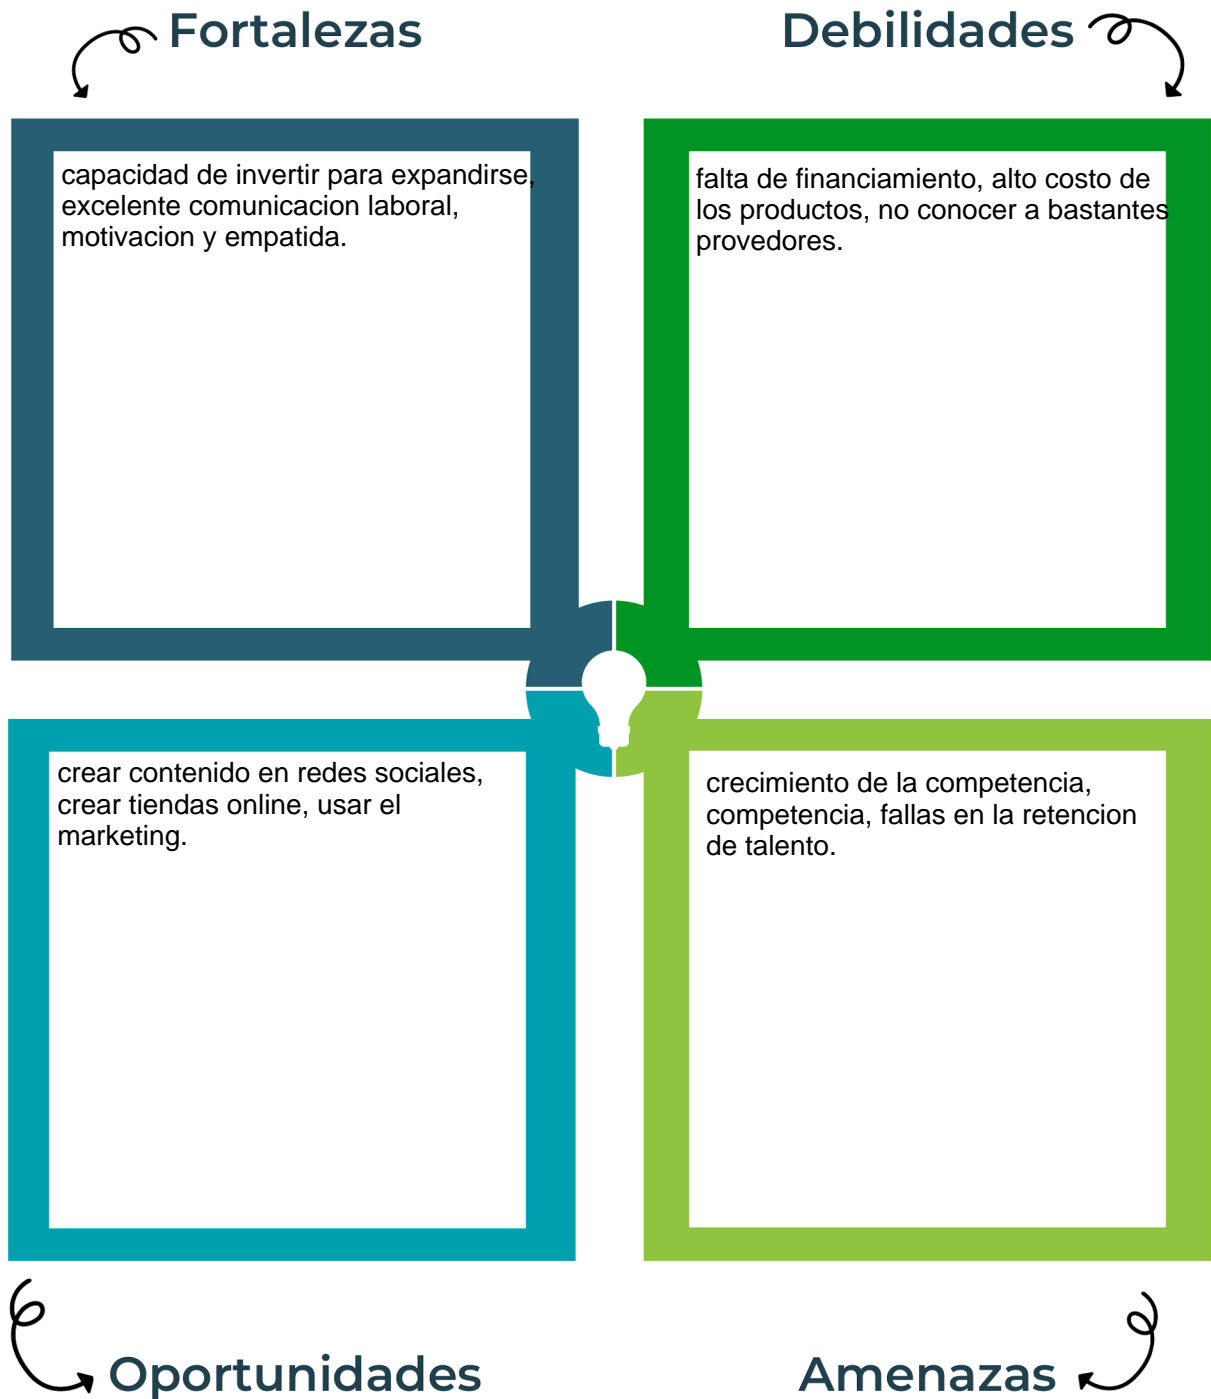 Fortalezas
capacidad de invertir para expandirse,
excelente comunicacion laboral,
motivacion y empatida.
Debilidades
falta de financiamiento, alto costo de
los productos, no conocer a bastantes
provedores.
crear contenido en redes sociales,
crear tiendas online, usar el
marketing.
Oportunidades
crecimiento de la competencia,
competencia, fallas en la retencion
de talento.
Amenazas